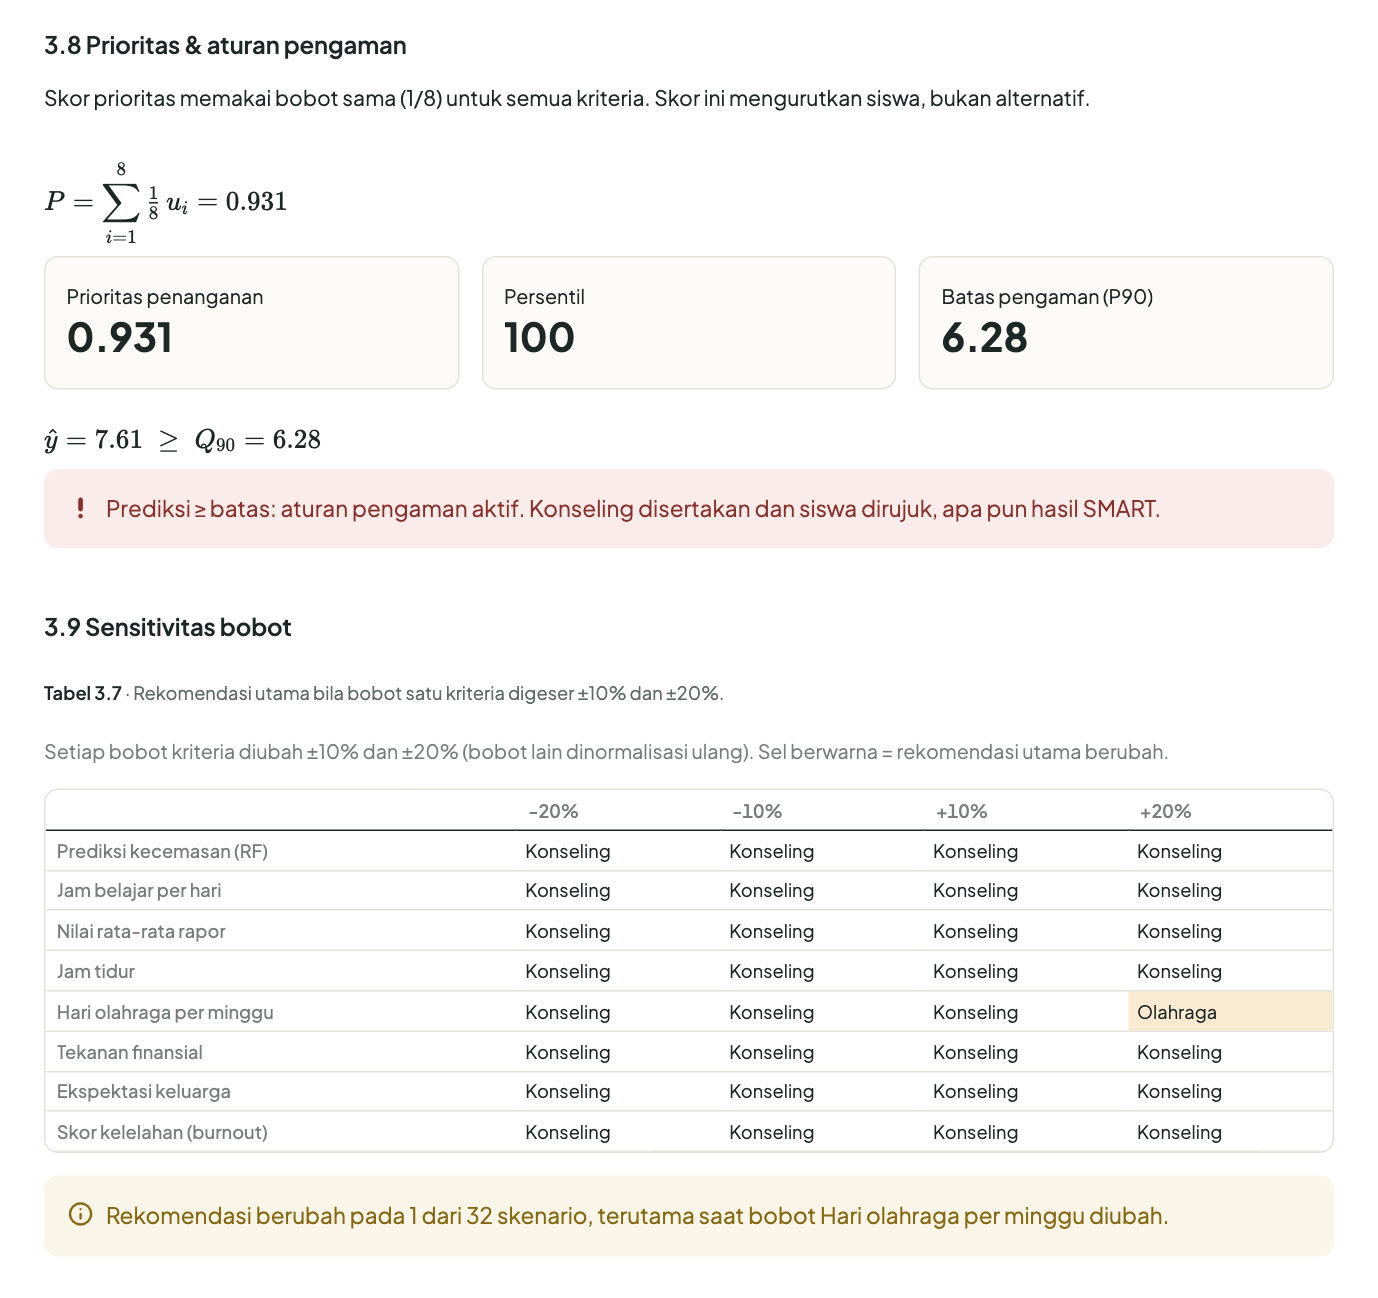 3.8 Prioritas & aturan pengaman
Skor prioritas memakai bobot sama (1/8) untuk semua kriteria. Skor ini mengurutkan siswa, bukan alternatif.
P = \sum_{i=1}^{8} \frac{1}{8} u_i = 0.931
Prioritas penanganan
0.931
Persentil
100
Batas pengaman (P90)
6.28
ŷ = 7.61 ≥ Q₉₀ = 6.28
! Prediksi ≥ batas: aturan pengaman aktif. Konseling disertakan dan siswa dirujuk, apa pun hasil SMART.
3.9 Sensitivitas bobot
Tabel 3.7 · Rekomendasi utama bila bobot satu kriteria digeser ±10% dan ±20%.
Setiap bobot kriteria diubah ±10% dan ±20% (bobot lain dinormalisasi ulang). Sel berwarna = rekomendasi utama berubah.
-20% -10% +10% +20%
Prediksi kecemasan (RF) Konseling Konseling Konseling Konseling
Jam belajar per hari Konseling Konseling Konseling Konseling
Nilai rata-rata rapor Konseling Konseling Konseling Konseling
Jam tidur Konseling Konseling Konseling Konseling
Hari olahraga per minggu Konseling Konseling Konseling Olahraga
Tekanan finansial Konseling Konseling Konseling Konseling
Ekspektasi keluarga Konseling Konseling Konseling Konseling
Skor kelelahan (burnout) Konseling Konseling Konseling Konseling
Rekomendasi berubah pada 1 dari 32 skenario, terutama saat bobot Hari olahraga per minggu diubah.